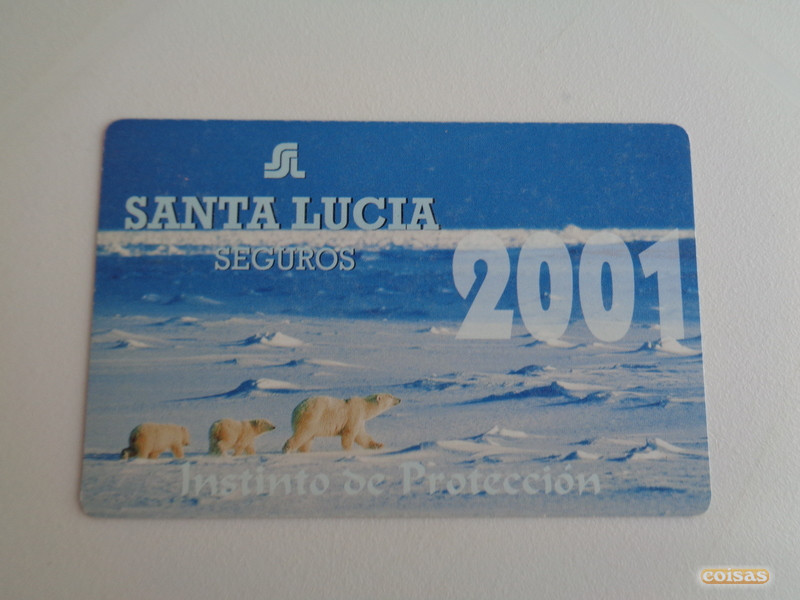 SL
SANTA LUCIA
SEGUROS
2001
Instinto de Protección
coisas